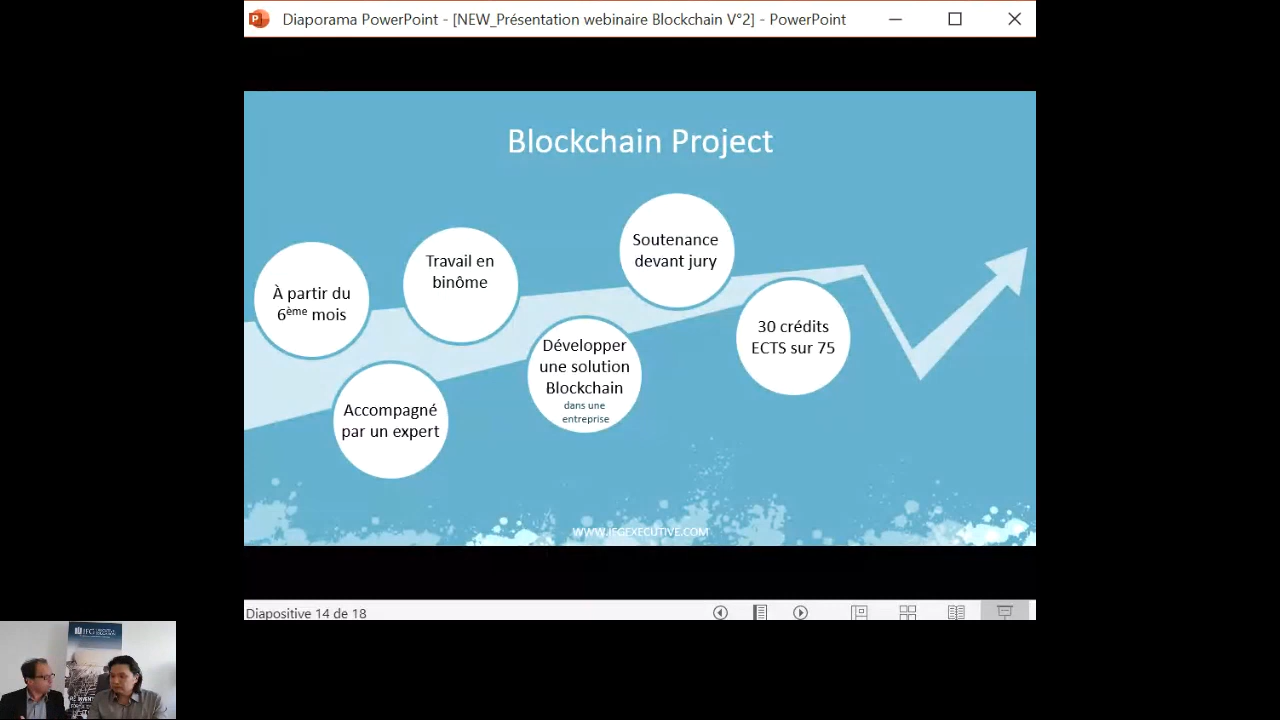 Diaporama PowerPoint - [NEW_Présentation webinaire Blockchain V°2] - PowerPoint
Blockchain Project
À partir du
6ème mois
Accompagné
par un expert
Travail en
binôme
Développer
une solution
Blockchain
dans une
entreprise
Soutenance
devant jury
30 crédits
ECTS sur 75
WWW.IFGEXECUTIVE.COM
Diapositive 14 de 18
IFG